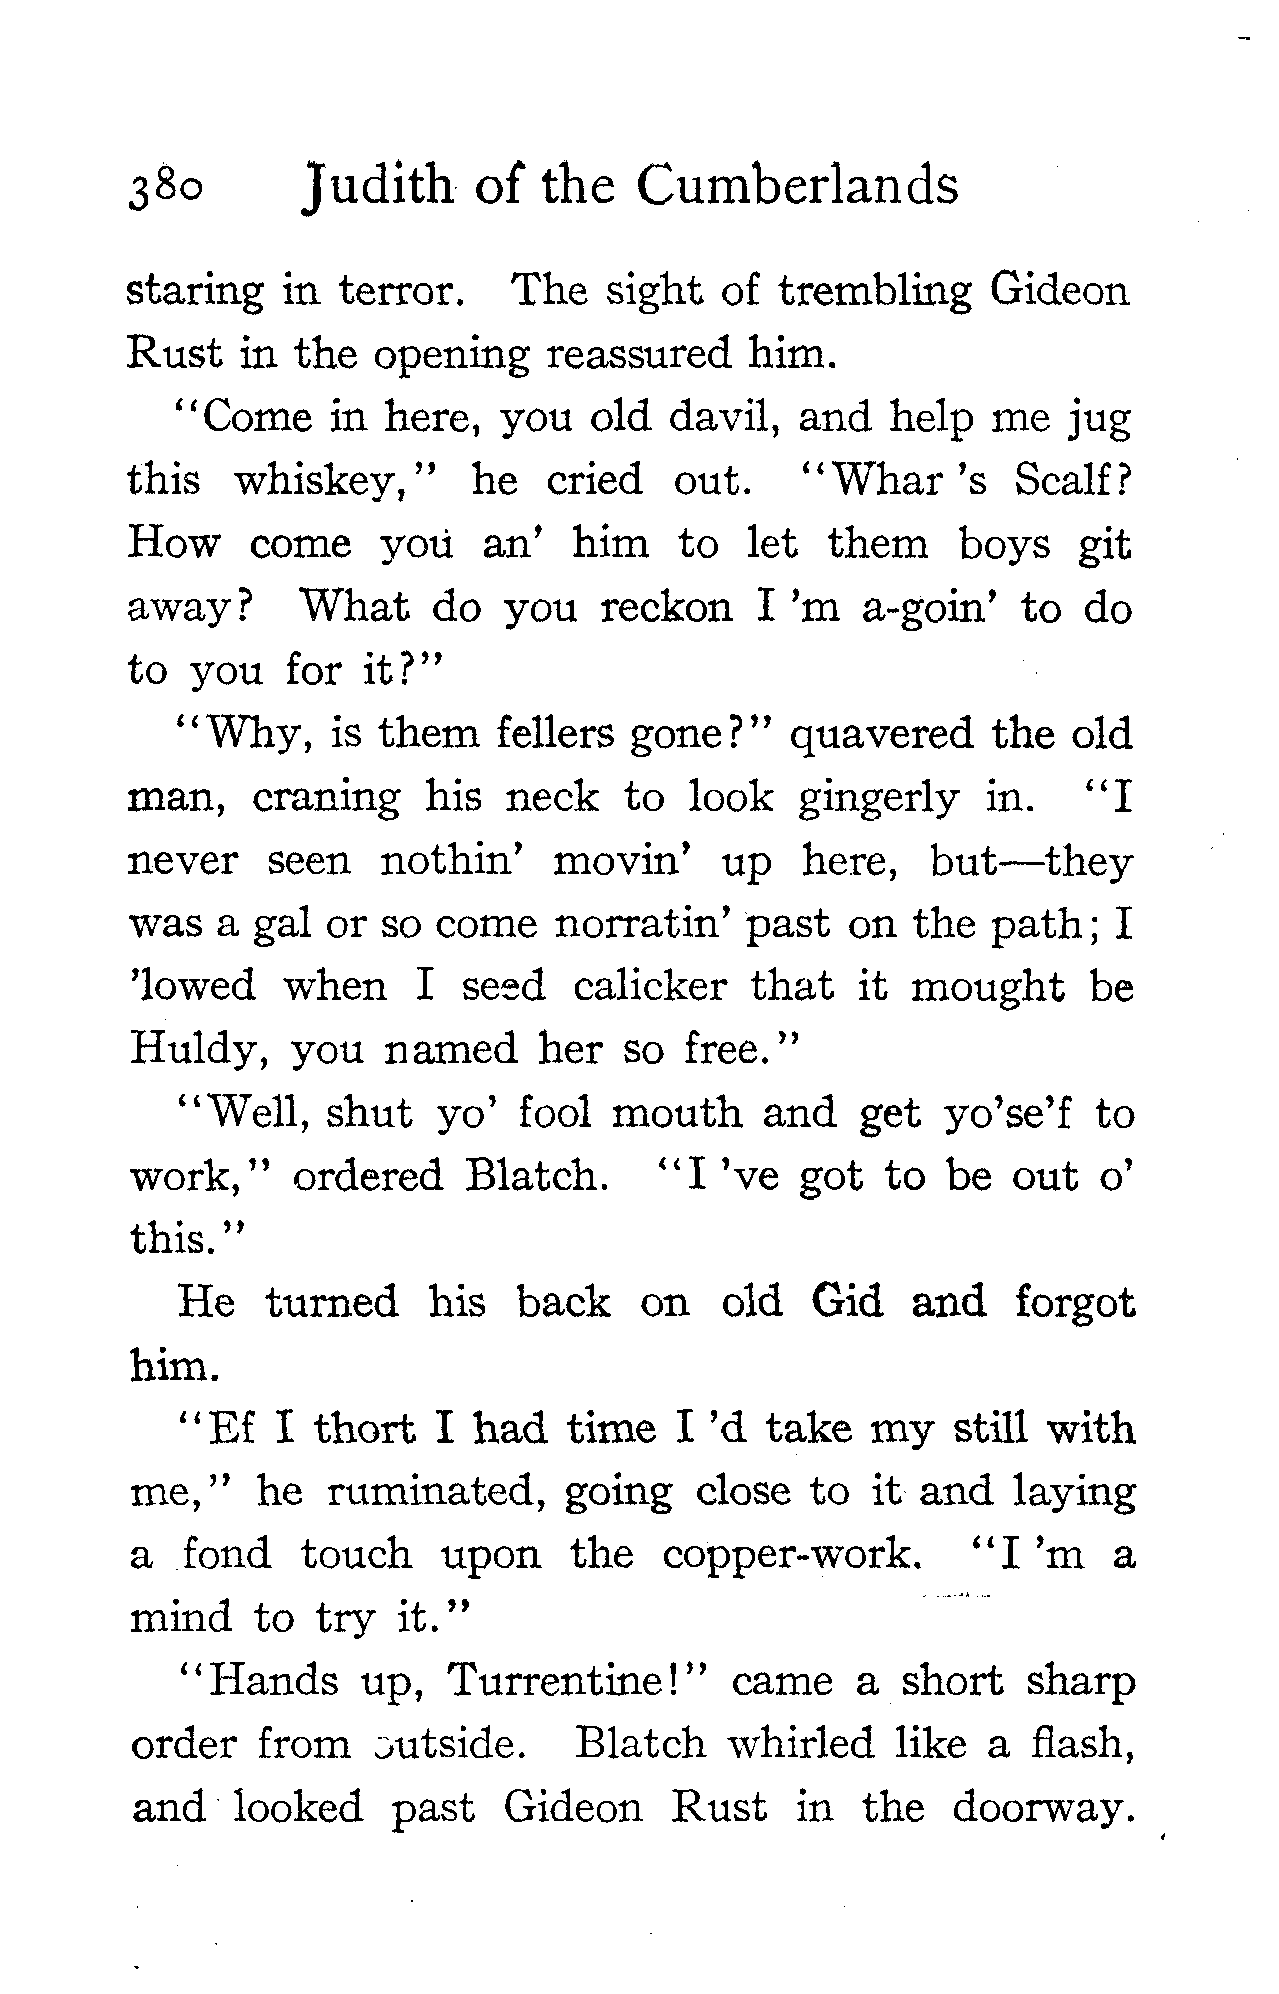 380 Judith of the Cumberlands
staring in terror. The sight of trembling Gideon
Rust in the opening reassured him.
"Come in here, you old davil, and help me jug
this whiskey," he cried out. "Whar 's Scalf?
How come you an' him to let them boys git
away? What do you reckon I 'm a-goin' to do
to you for it?"
"Why, is them fellers gone?" quavered the old
man, craning his neck to look gingerly in. "I
never seen nothin' movin' up here, but—they
was a gal or so come norratin' past on the path; I
'lowed when I seed calicker that it mought be
Huldy, you named her so free."
"Well, shut yo' fool mouth and get yo'se'f to
work," ordered Blatch. "I 've got to be out o'
this."
He turned his back on old Gid and forgot
him.
"Ef I thort I had time I 'd take my still with
me," he ruminated, going close to it and laying
a fond touch upon the copper-work. "I 'm a
mind to try it."
"Hands up, Turrentine!" came a short sharp
order from outside. Blatch whirled like a flash,
and looked past Gideon Rust in the doorway.